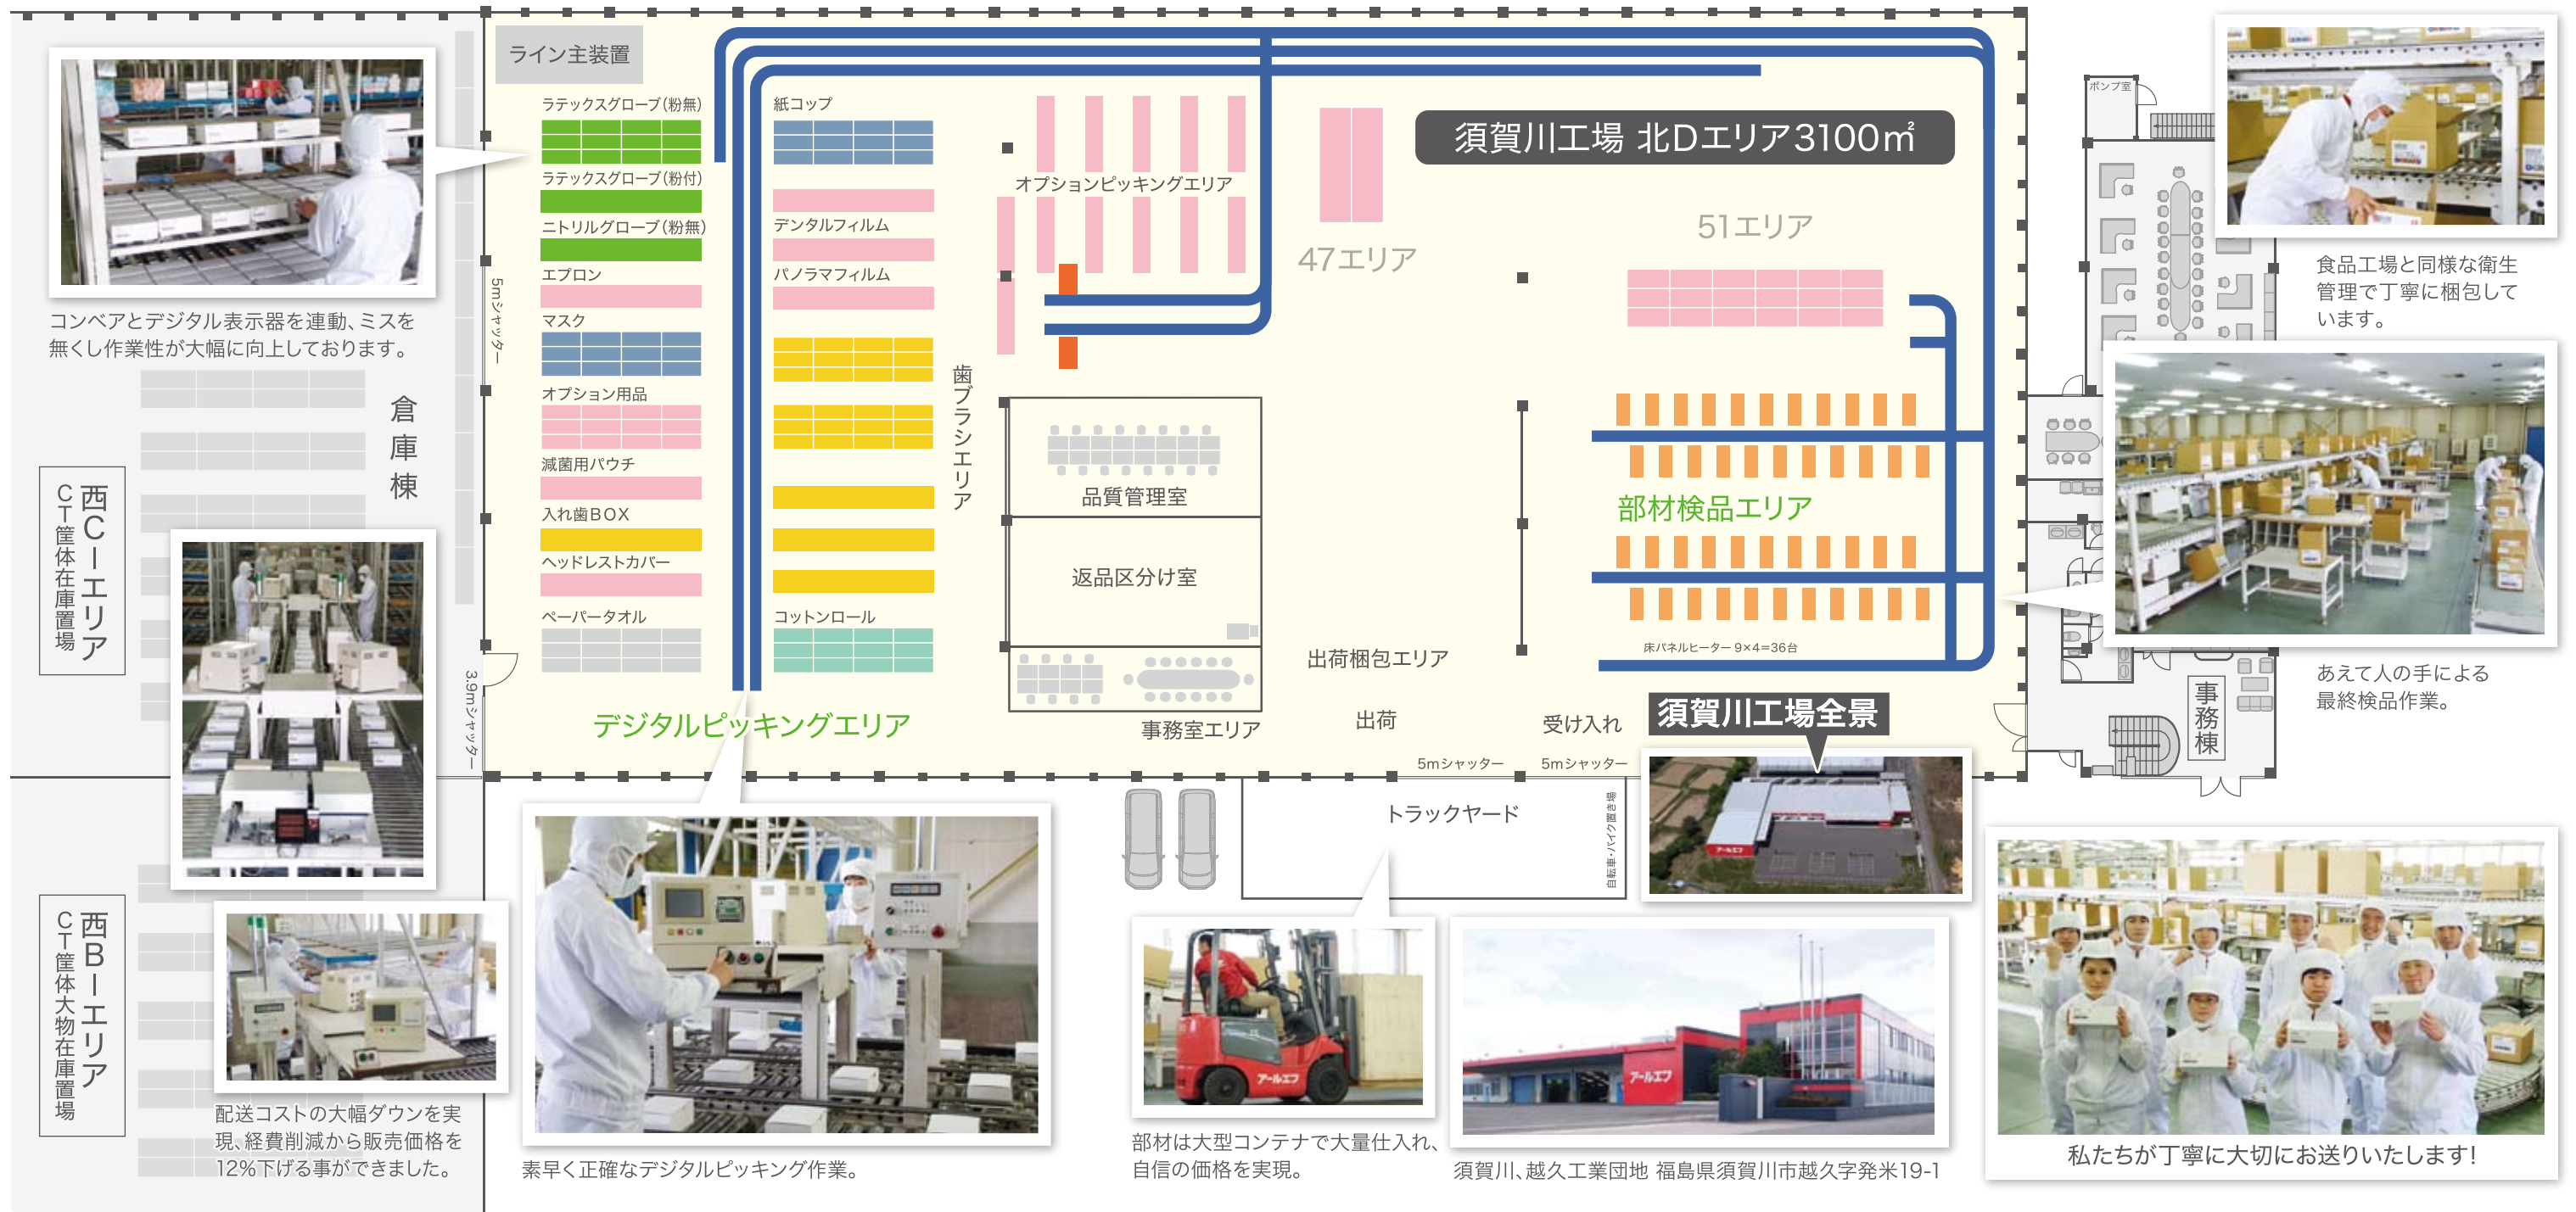 ライン主装置
ラテックスグローブ（粉無）
ラテックスグローブ（粉付）
ニトリルグローブ（粉無）
エプロン
マスク
オプション用品
滅菌用パウチ
入れ歯BOX
ヘッドレストカバー
ペーパータオル
紙コップ
デンタルフィルム
パノラマフィルム
歯ブラシエリア
コットンロール
デジタルピッキングエリア
オプションピッキングエリア
47エリア
須賀川工場 北Dエリア3100㎡
51エリア
部材検品エリア
床パネルヒーター 9×4=36台
品質管理室
返品区分け室
事務室エリア
出荷梱包エリア
出荷
受け入れ
5mシャッター
5mシャッター
5mシャッター
3.9mシャッター
トラックヤード
自転車・バイク置き場
須賀川工場全景
ポンプ室
事務棟
倉庫棟
西C-エリア
CT筐体在庫置場
西B-エリア
CT筐体大物在庫置場
コンベアとデジタル表示器を連動、ミスを
無くし作業性が大幅に向上しております。
配送コストの大幅ダウンを実
現、経費削減から販売価格を
12%下げる事ができました。
素早く正確なデジタルピッキング作業。
アールエフ
部材は大型コンテナで大量仕入れ、
自信の価格を実現。
アールエフ
須賀川、越久工業団地 福島県須賀川市越久字発米19-1
アールエフ
食品工場と同様な衛生
管理で丁寧に梱包して
います。
あえて人の手による
最終検品作業。
私たちが丁寧に大切にお送りいたします！